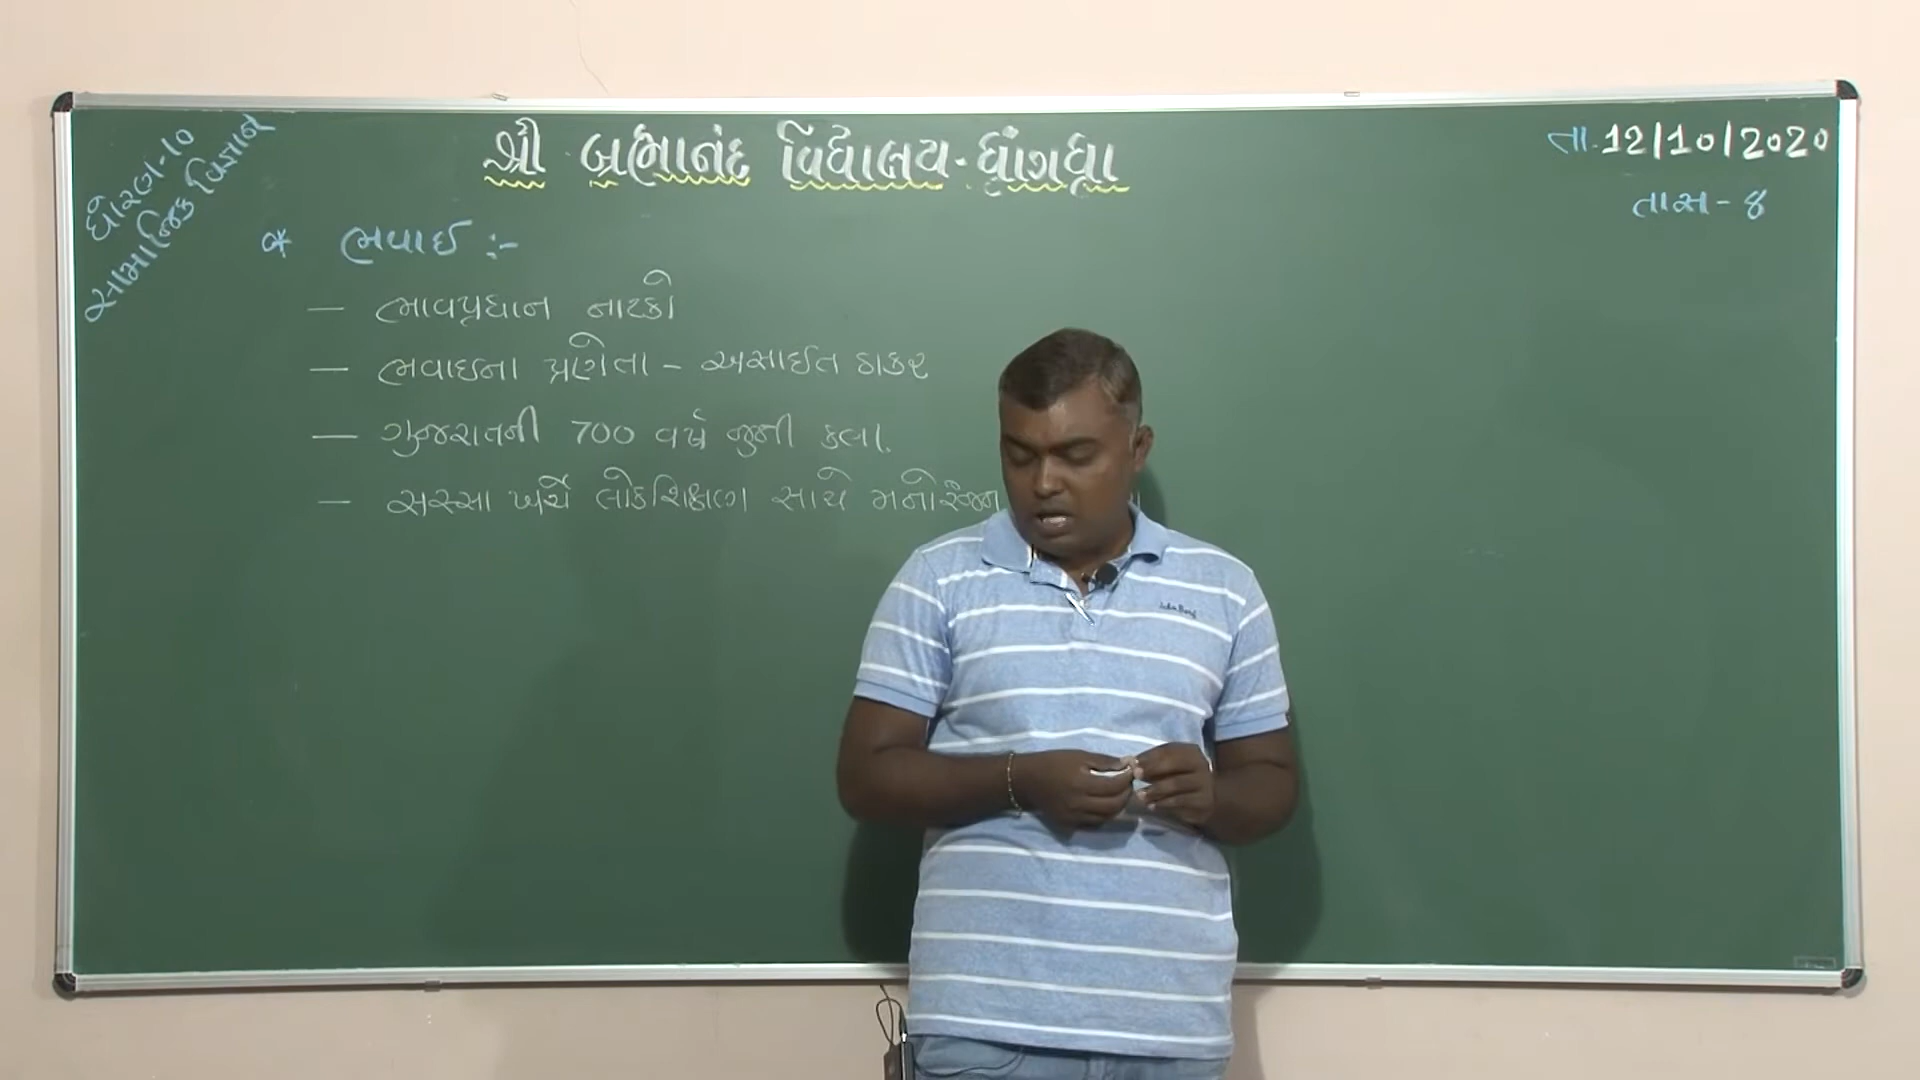 ધોરણ-10
સામાજિક વિજ્ઞાન
શ્રી બ્રહ્માનંદ વિદ્યાલય-ધ્રાંગધ્રા
તા.12/10/2020
તાસ-8
* ભવાઈ :-
— ભાવપ્રધાન નાટકો
— ભવાઇના પ્રણેતા - અસાઈત ઠાકર
— ગુજરાતની 700 વર્ષ જુની કલા.
— સસ્સા ખર્ચે લોકશિક્ષણ સાથે મનોરંજન